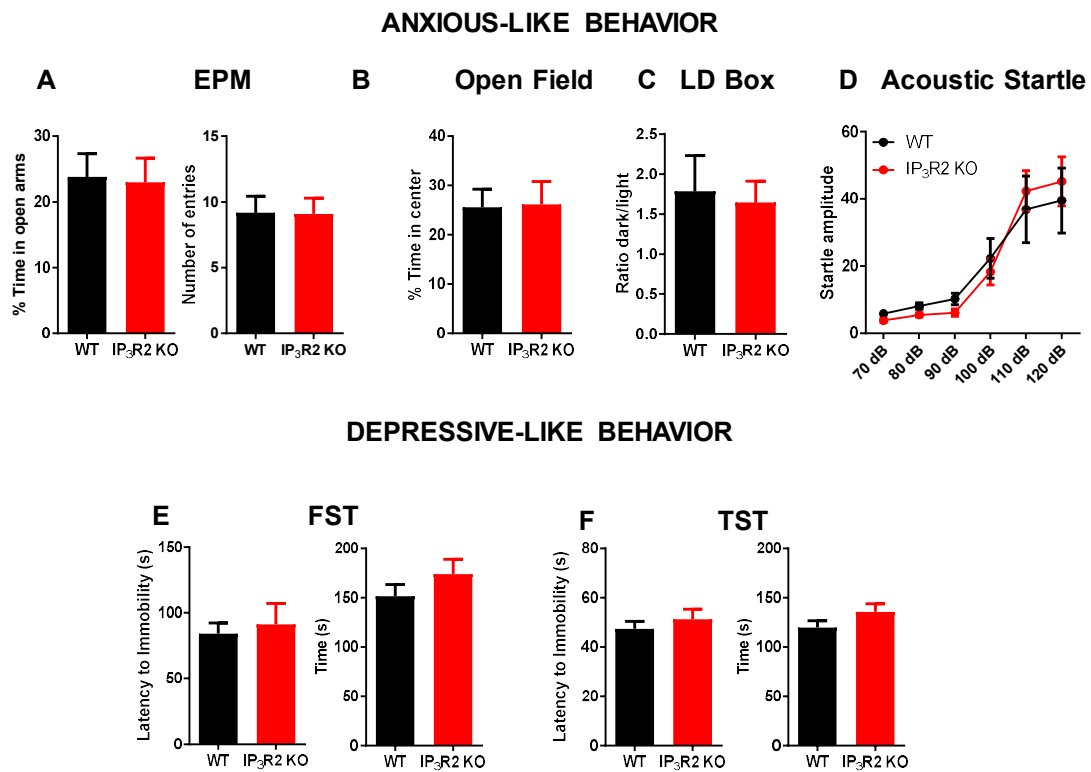 ANXIOUS-LIKE BEHAVIOR
A EPM
% Time in open arms
30
20
10
0
WT IP₃R2 KO
Number of entries
15
10
5
0
WT IP₃R2 KO
B Open Field
% Time in center
40
30
20
10
0
WT IP₃R2 KO
C LD Box
Ratio dark/light
2.5
2.0
1.5
1.0
0.5
0.0
WT IP₃R2 KO
D Acoustic Startle
Startle amplitude
60
40
20
0
WT
IP₃R2 KO
70 dB
80 dB
90 dB
100 dB
110 dB
120 dB
DEPRESSIVE-LIKE BEHAVIOR
E FST
Latency to Immobility (s)
150
100
50
0
WT IP₃R2 KO
Time (s)
200
150
100
50
0
WT IP₃R2 KO
F TST
Latency to Immobility (s)
80
60
40
20
0
WT IP₃R2 KO
Time (s)
200
150
100
50
0
WT IP₃R2 KO